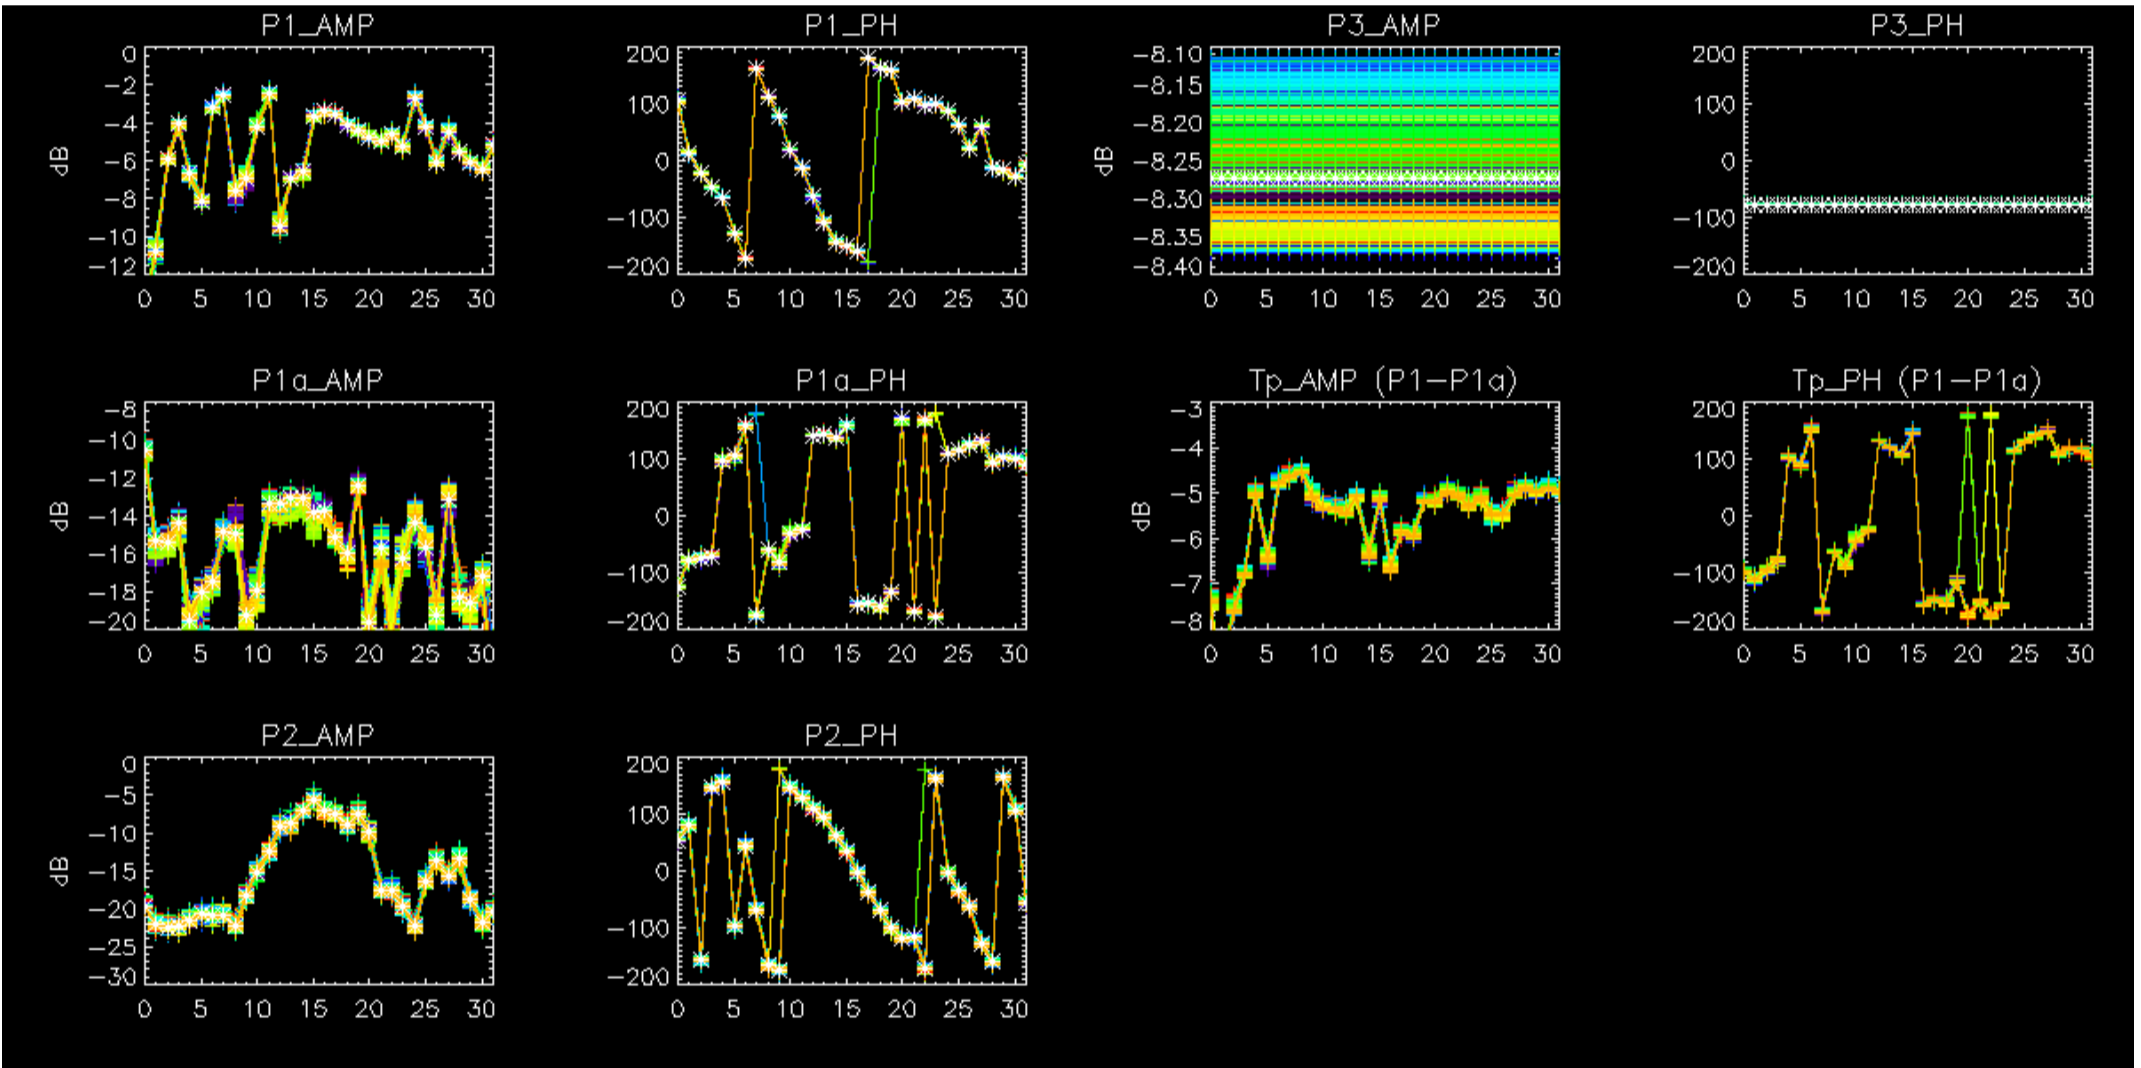 P1_AMP
dB
0
−2
−4
−6
−8
−10
−12
0 5 10 15 20 25 30
P1_PH
200
100
0
−100
−200
0 5 10 15 20 25 30
P3_AMP
dB
−8.10
−8.15
−8.20
−8.25
−8.30
−8.35
−8.40
0 5 10 15 20 25 30
P3_PH
200
100
0
−100
−200
0 5 10 15 20 25 30
P1a_AMP
dB
−8
−10
−12
−14
−16
−18
−20
0 5 10 15 20 25 30
P1a_PH
200
100
0
−100
−200
0 5 10 15 20 25 30
Tp_AMP (P1−P1a)
dB
−3
−4
−5
−6
−7
−8
0 5 10 15 20 25 30
Tp_PH (P1−P1a)
200
100
0
−100
−200
0 5 10 15 20 25 30
P2_AMP
dB
0
−5
−10
−15
−20
−25
−30
0 5 10 15 20 25 30
P2_PH
200
100
0
−100
−200
0 5 10 15 20 25 30